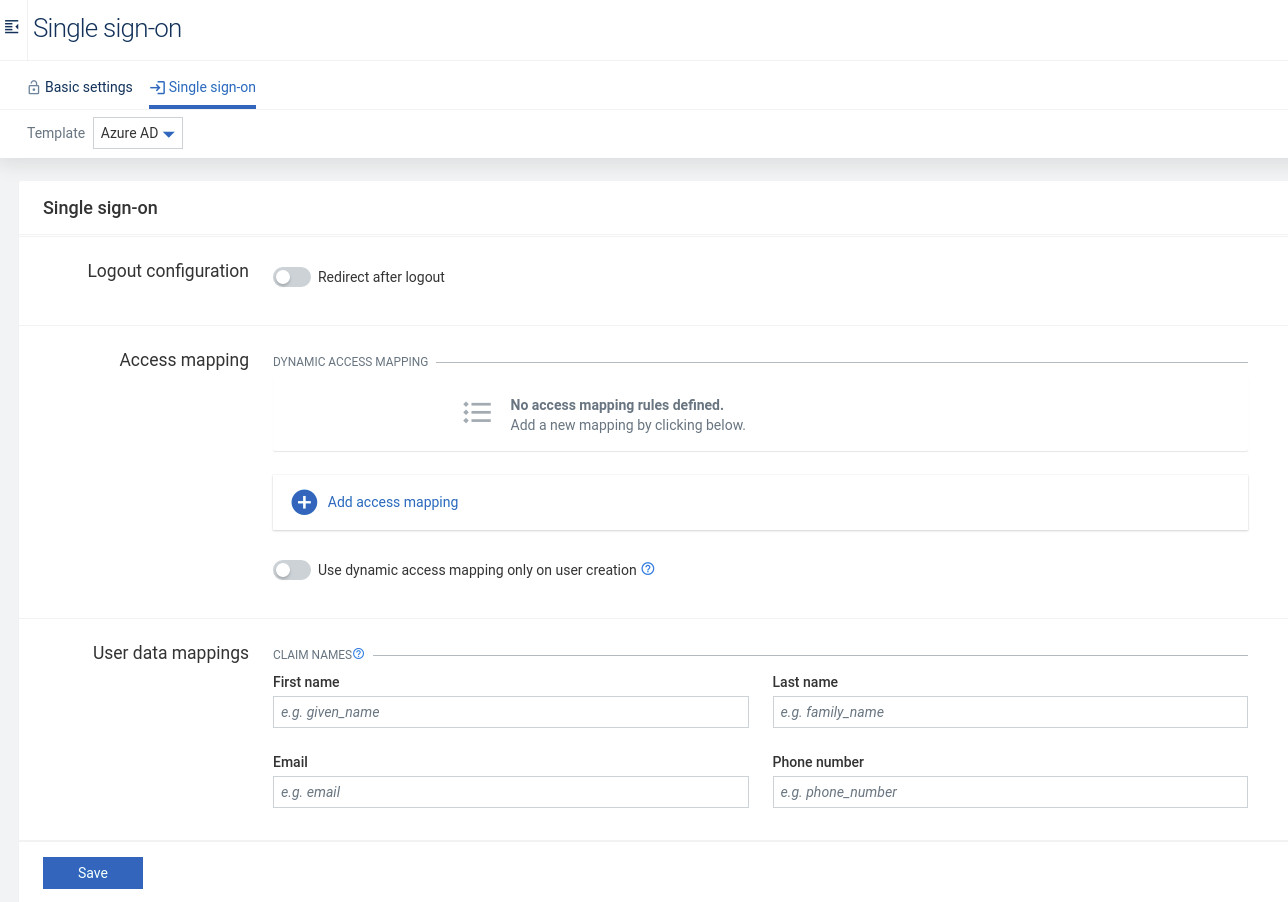 Single sign-on
Basic settings Single sign-on
Template Azure AD
Single sign-on
Logout configuration Redirect after logout
Access mapping DYNAMIC ACCESS MAPPING
No access mapping rules defined.
Add a new mapping by clicking below.
Add access mapping
Use dynamic access mapping only on user creation
User data mappings CLAIM NAMES
First name Last name
e.g. given_name e.g. family_name
Email Phone number
e.g. email e.g. phone_number
Save